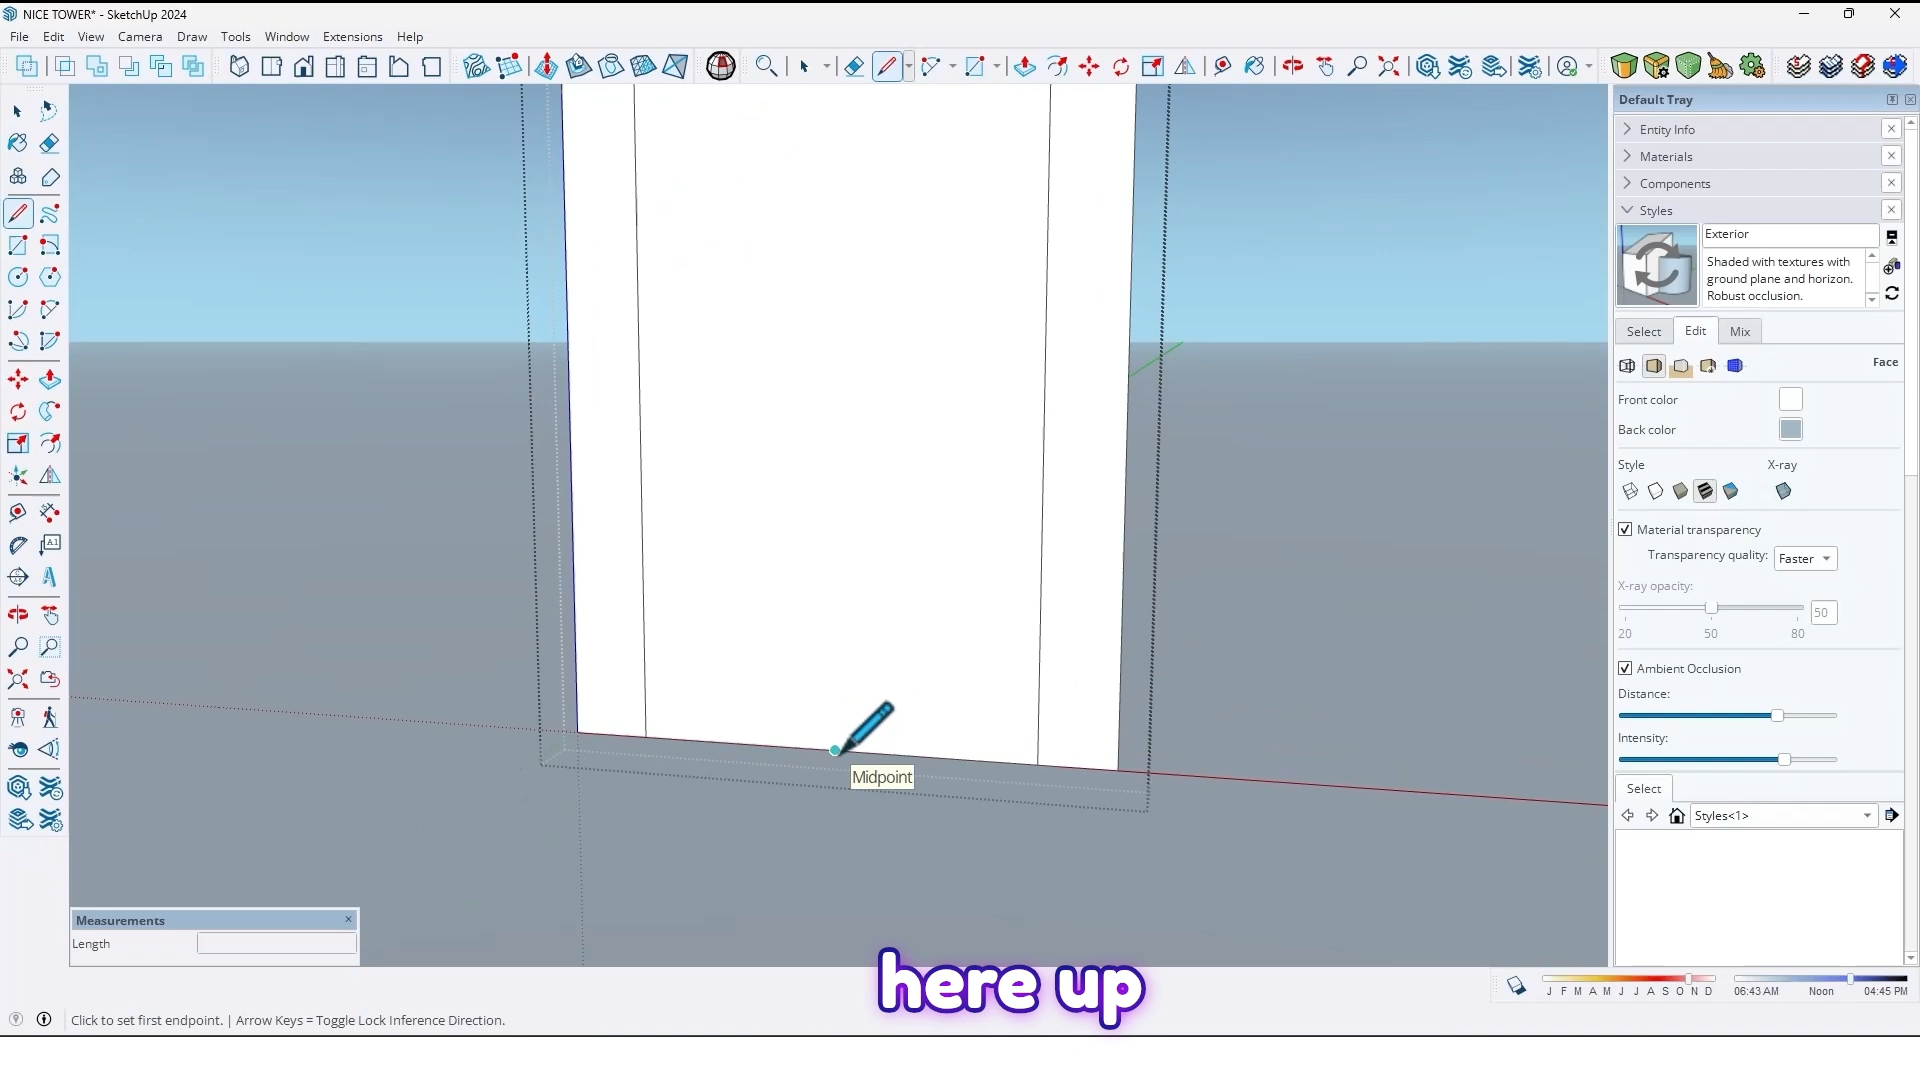 NICE TOWER* - SketchUp 2024
File Edit View Camera Draw Tools Window Extensions Help
Default Tray
Entity Info
Materials
Components
Styles
Exterior
Shaded with textures with
ground plane and horizon.
Robust occlusion.
Select Edit Mix
Face
Front color
Back color
Style X-ray
Material transparency
Transparency quality: Faster
X-ray opacity:
50
20 50 80
Ambient Occlusion
Distance:
Intensity:
Select
Styles<1>
Midpoint
Measurements
Length
here up
J F M A M J J A S O N D
06:43 AM Noon 04:45 PM
Click to set first endpoint. | Arrow Keys = Toggle Lock Inference Direction.